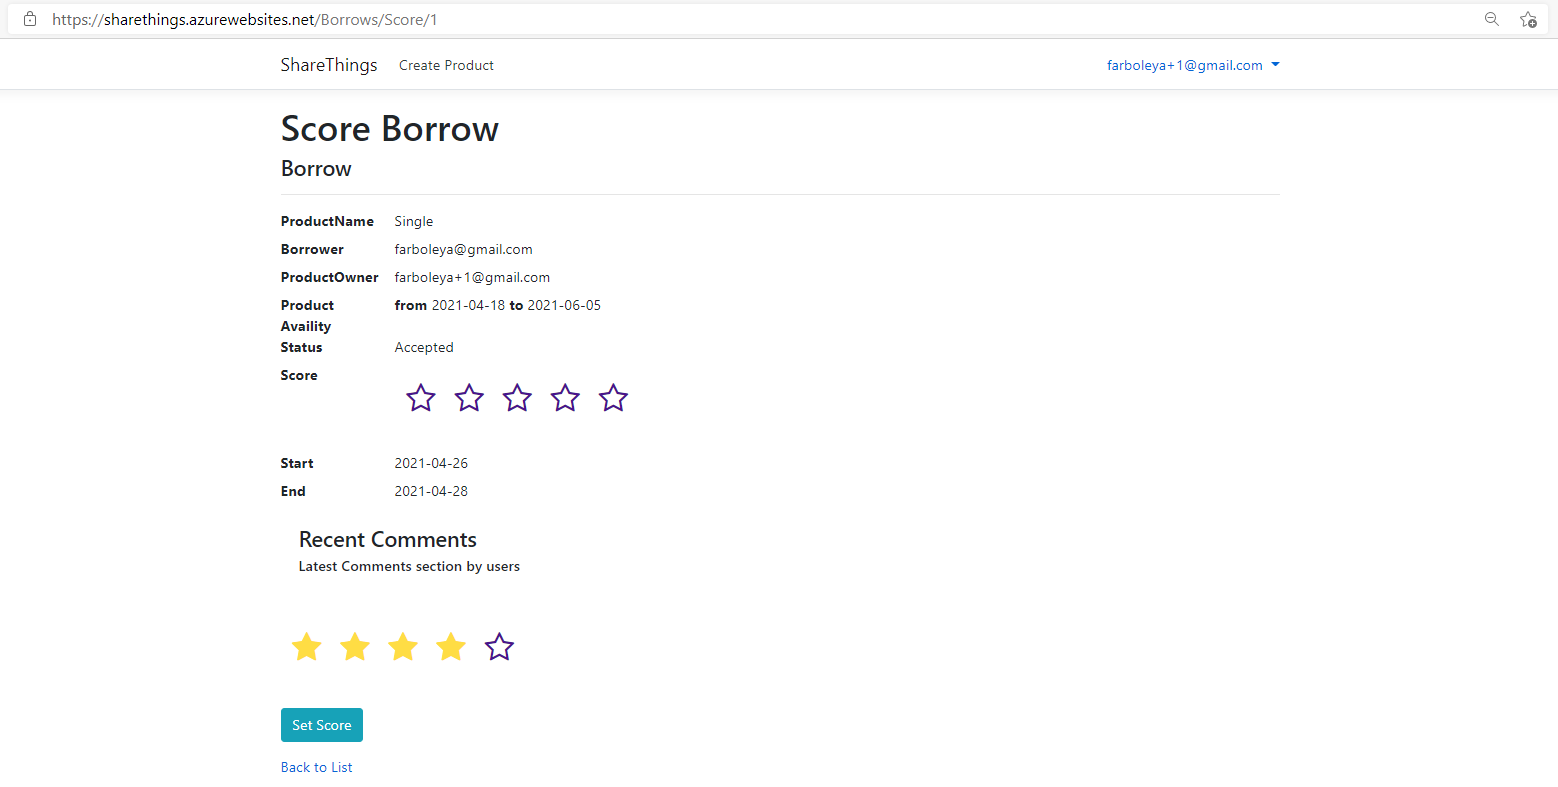 https://sharethings.azurewebsites.net/Borrows/Score/1
ShareThings Create Product farboleya+1@gmail.com
Score Borrow
Borrow
ProductName Single
Borrower farboleya@gmail.com
ProductOwner farboleya+1@gmail.com
Product from 2021-04-18 to 2021-06-05
Availity
Status Accepted
Score
Start 2021-04-26
End 2021-04-28
Recent Comments
Latest Comments section by users
Set Score
Back to List